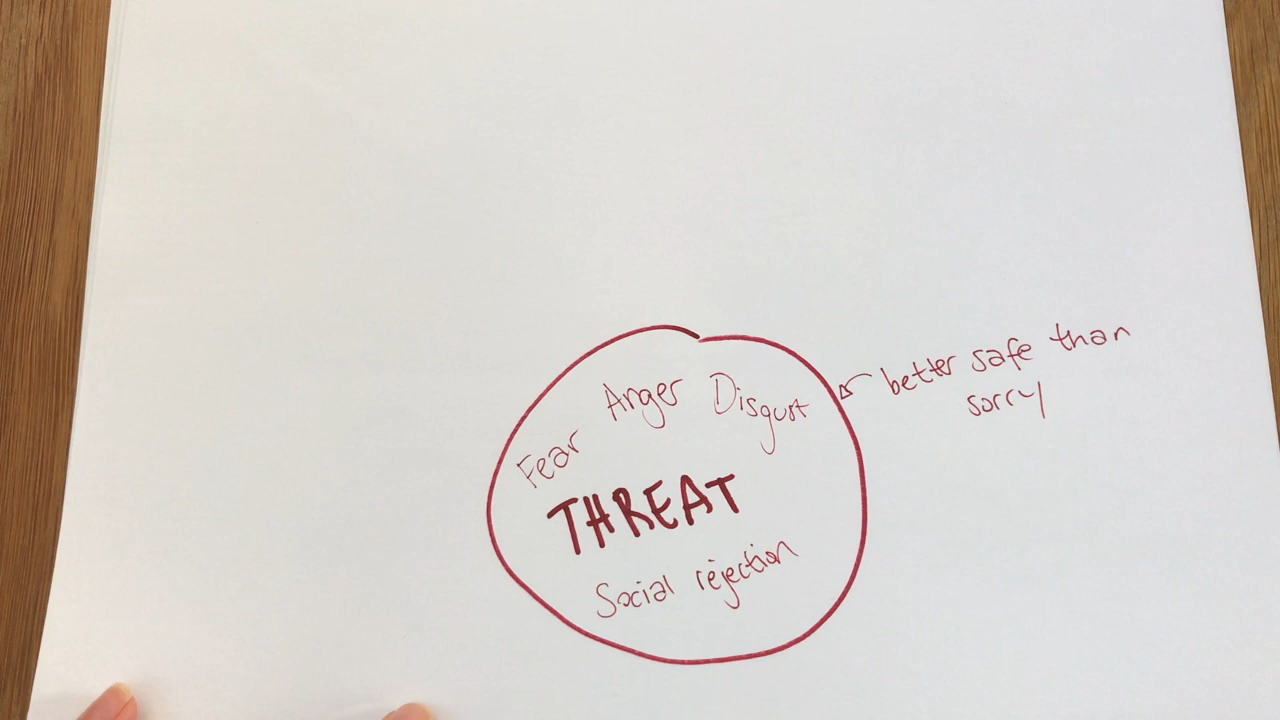 Fear Anger Disgust
THREAT
Social rejection
better safe than
sorry